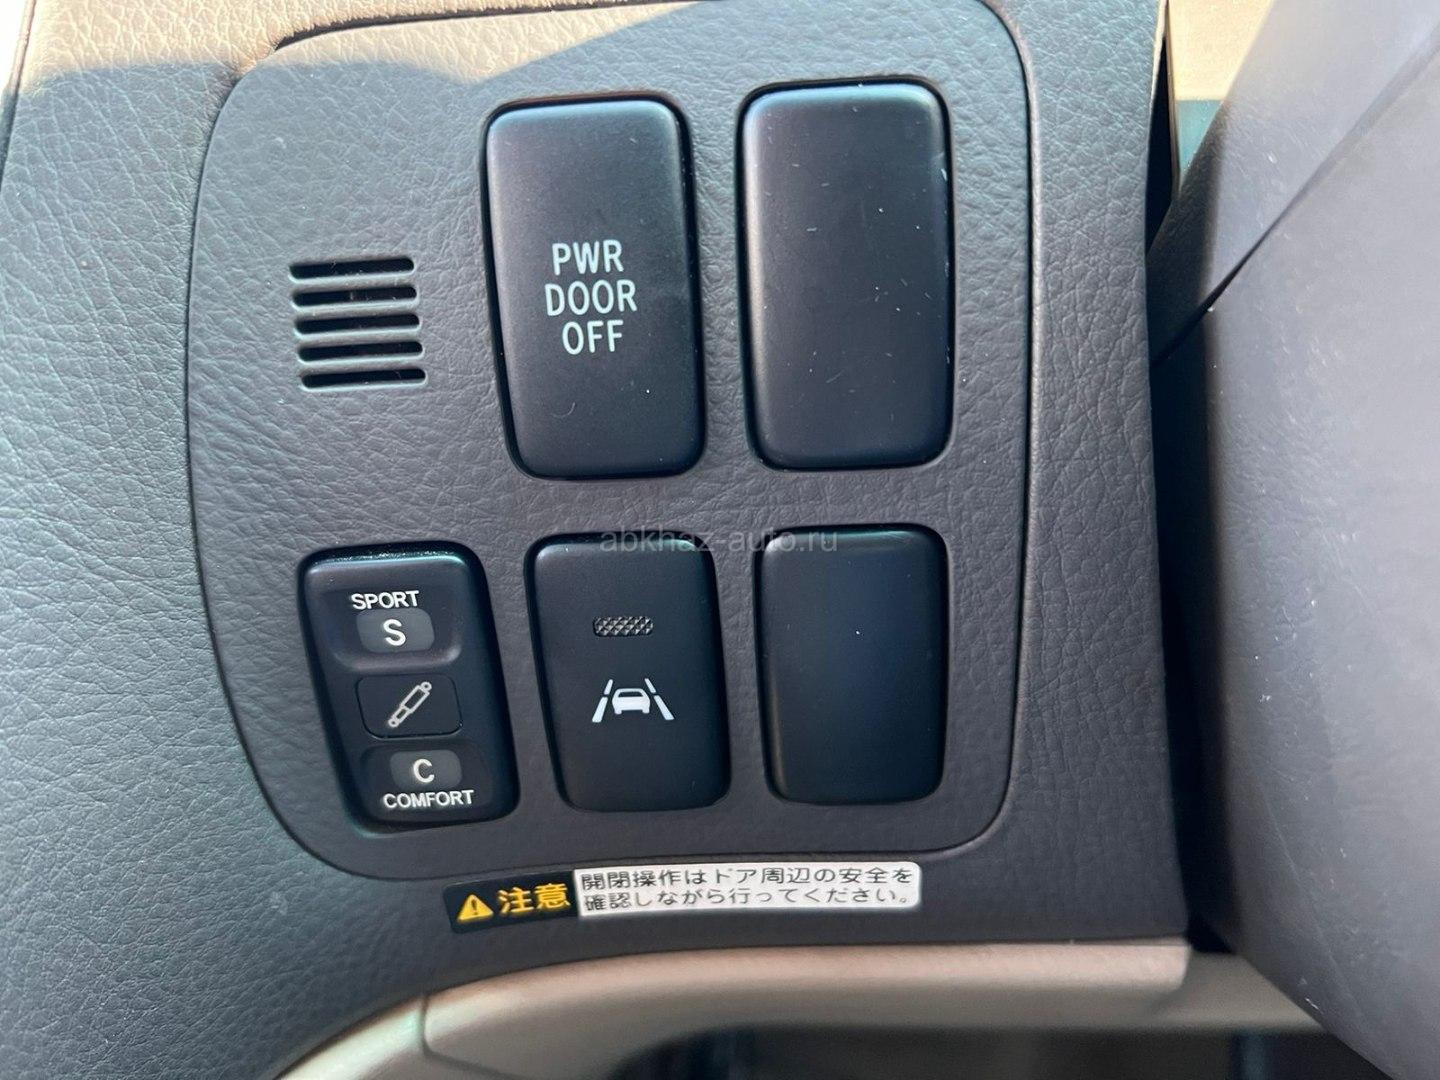 PWR
DOOR
OFF
abkhaz-auto.ru
SPORT
S
C
COMFORT
注意
開閉操作はドア周辺の安全を
確認しながら行ってください。